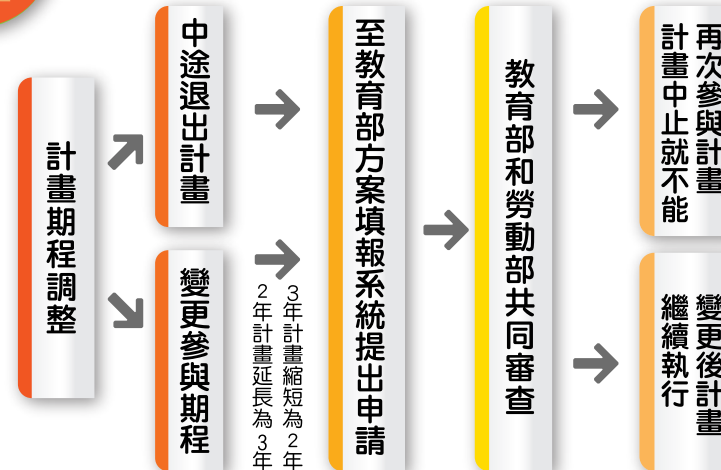 計畫期程調整
中途退出計畫
變更參與期程
3年計畫縮短為2年
2年計畫延長為3年
至教育部方案填報系統提出申請
教育部和勞動部共同審查
再次參與計畫
計畫中止就不能
變更後計畫
繼續執行